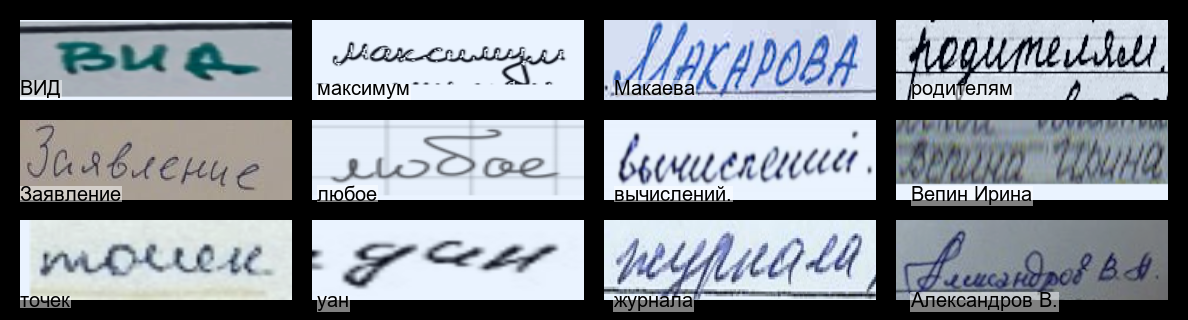 вид
ВИД
максимум
максимум
МАКАРОВА
Макаева
родителям.
родителям
Заявление
Заявление
любое
любое
вычислений.
вычислений.
Вепина Ирина
Вепин Ирина
точек
точек
уан
журнала,
журнала
Александров В.
Александров В.